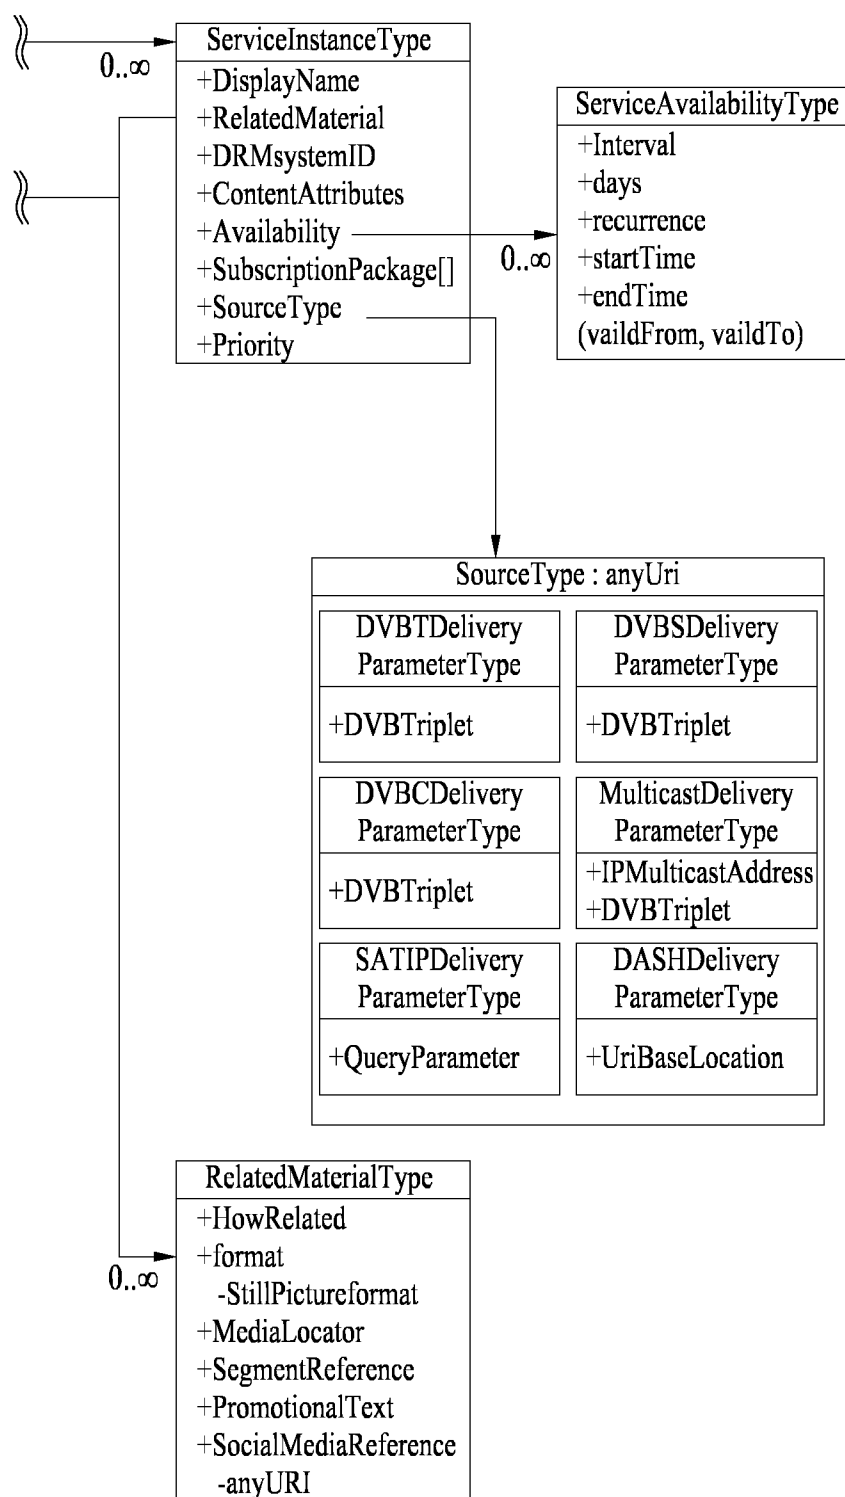 ServiceInstanceType
0..∞
+DisplayName
+RelatedMaterial
+DRMsystemID
+ContentAttributes
+Availability
+SubscriptionPackage[]
+SourceType
+Priority
ServiceAvailabilityType
+Interval
+days
+recurrence
+startTime
+endTime
(vaildFrom, vaildTo)
0..∞
SourceType : anyUri
DVBTDelivery
ParameterType
+DVBTriplet
DVBSDelivery
ParameterType
+DVBTriplet
DVBCDelivery
ParameterType
+DVBTriplet
MulticastDelivery
ParameterType
+IPMulticastAddress
+DVBTriplet
SATIPDelivery
ParameterType
+QueryParameter
DASHDelivery
ParameterType
+UriBaseLocation
RelatedMaterialType
0..∞
+HowRelated
+format
-StillPictureformat
+MediaLocator
+SegmentReference
+PromotionalText
+SocialMediaReference
-anyURI